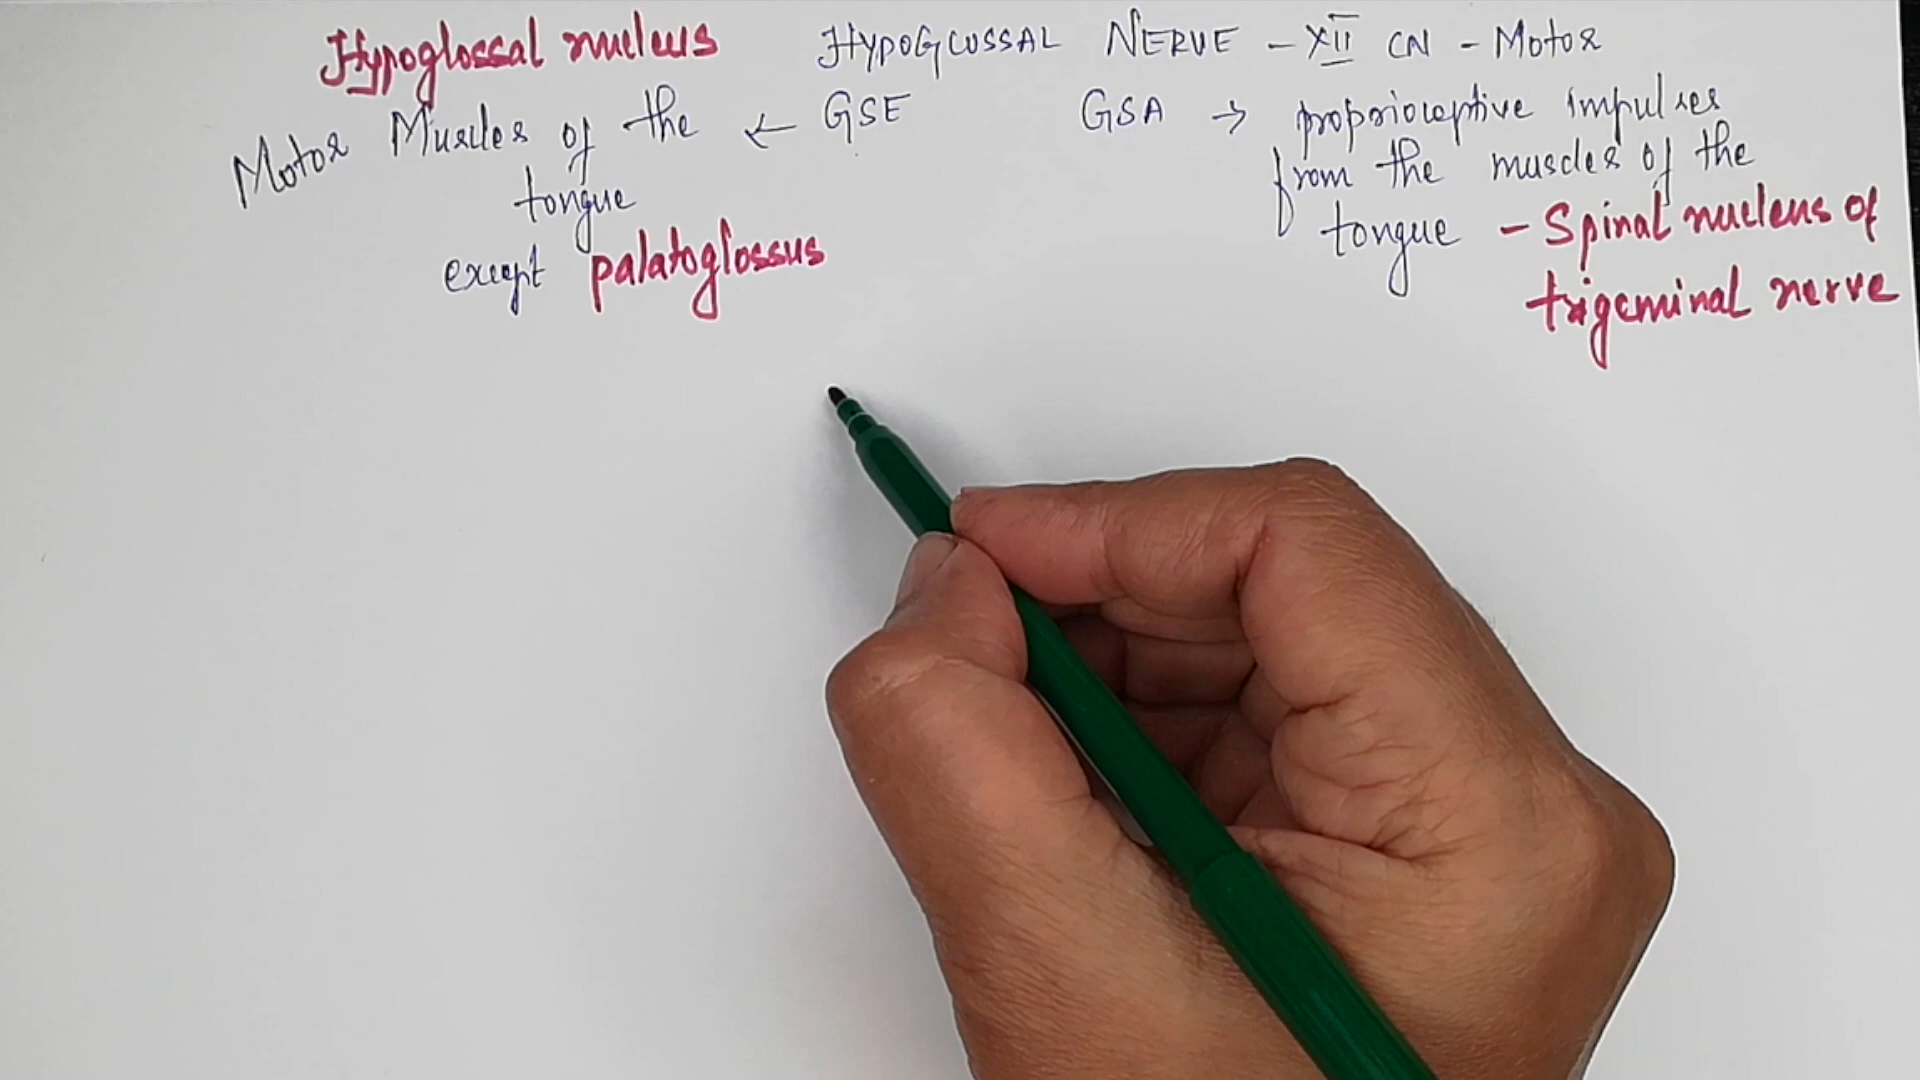 Hypoglossal nucleus
HYPOGLOSSAL NERVE - XII CN - Motor
Motor Muscles of the ← GSE
tongue
except palatoglossus
GSA → proprioceptive impulses
from the muscles of the
tongue - Spinal nucleus of
trigeminal nerve